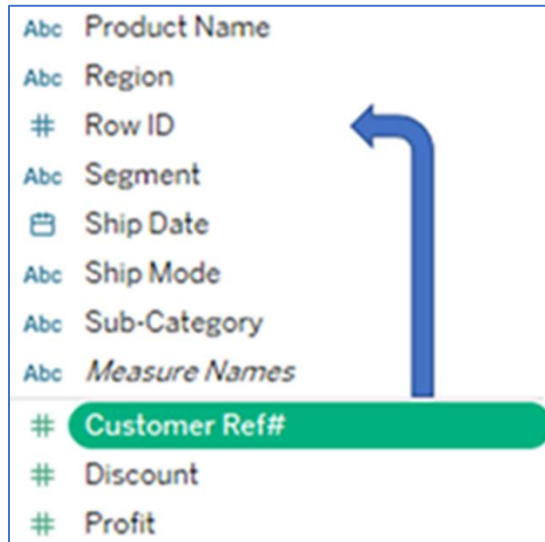 Abc Product Name
Abc Region
# Row ID
Abc Segment
Ship Date
Abc Ship Mode
Abc Sub-Category
Abc Measure Names
# Customer Ref#
# Discount
# Profit